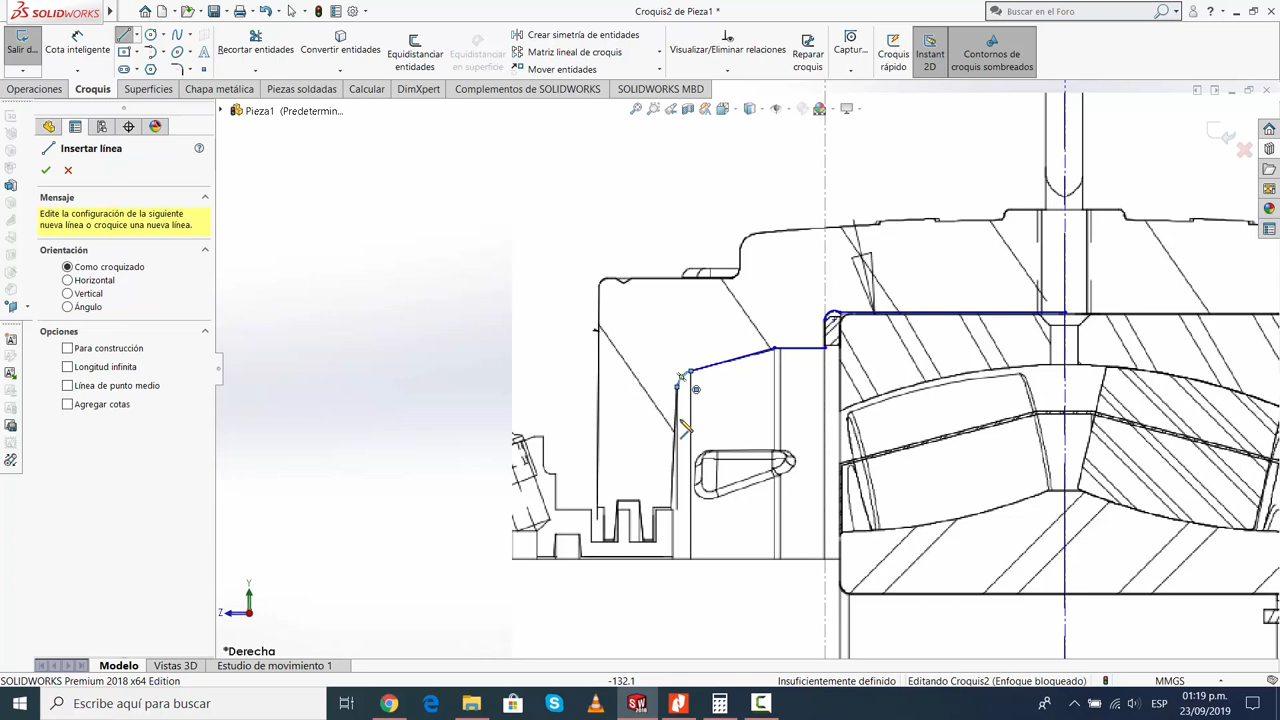 SOLIDWORKS
Croquis2 de Pieza1 *
Buscar en el Foro
Salir d...
Cota inteligente
Recortar entidades
Convertir entidades
Equidistanciar entidades
Equidistanciar en superficie
Crear simetría de entidades
Matriz lineal de croquis
Mover entidades
Visualizar/Eliminar relaciones
Reparar croquis
Captur...
Croquis rápido
Instant 2D
Contornos de croquis sombreados
Operaciones
Croquis
Superficies
Chapa metálica
Piezas soldadas
Calcular
DimXpert
Complementos de SOLIDWORKS
SOLIDWORKS MBD
Pieza1 (Predetermin...
Insertar línea
Mensaje
Edite la configuración de la siguiente
nueva línea o croquice una nueva línea.
Orientación
Como croquizado
Horizontal
Vertical
Ángulo
Opciones
Para construcción
Longitud infinita
Línea de punto medio
Agregar cotas
Y
Z
*Derecha
Modelo
Vistas 3D
Estudio de movimiento 1
SOLIDWORKS Premium 2018 x64 Edition
-132.1
Insuficientemente definido
Editando Croquis2 (Enfoque bloqueado)
MMGS
Escribe aquí para buscar
ESP
01:19 p.m.
23/09/2019